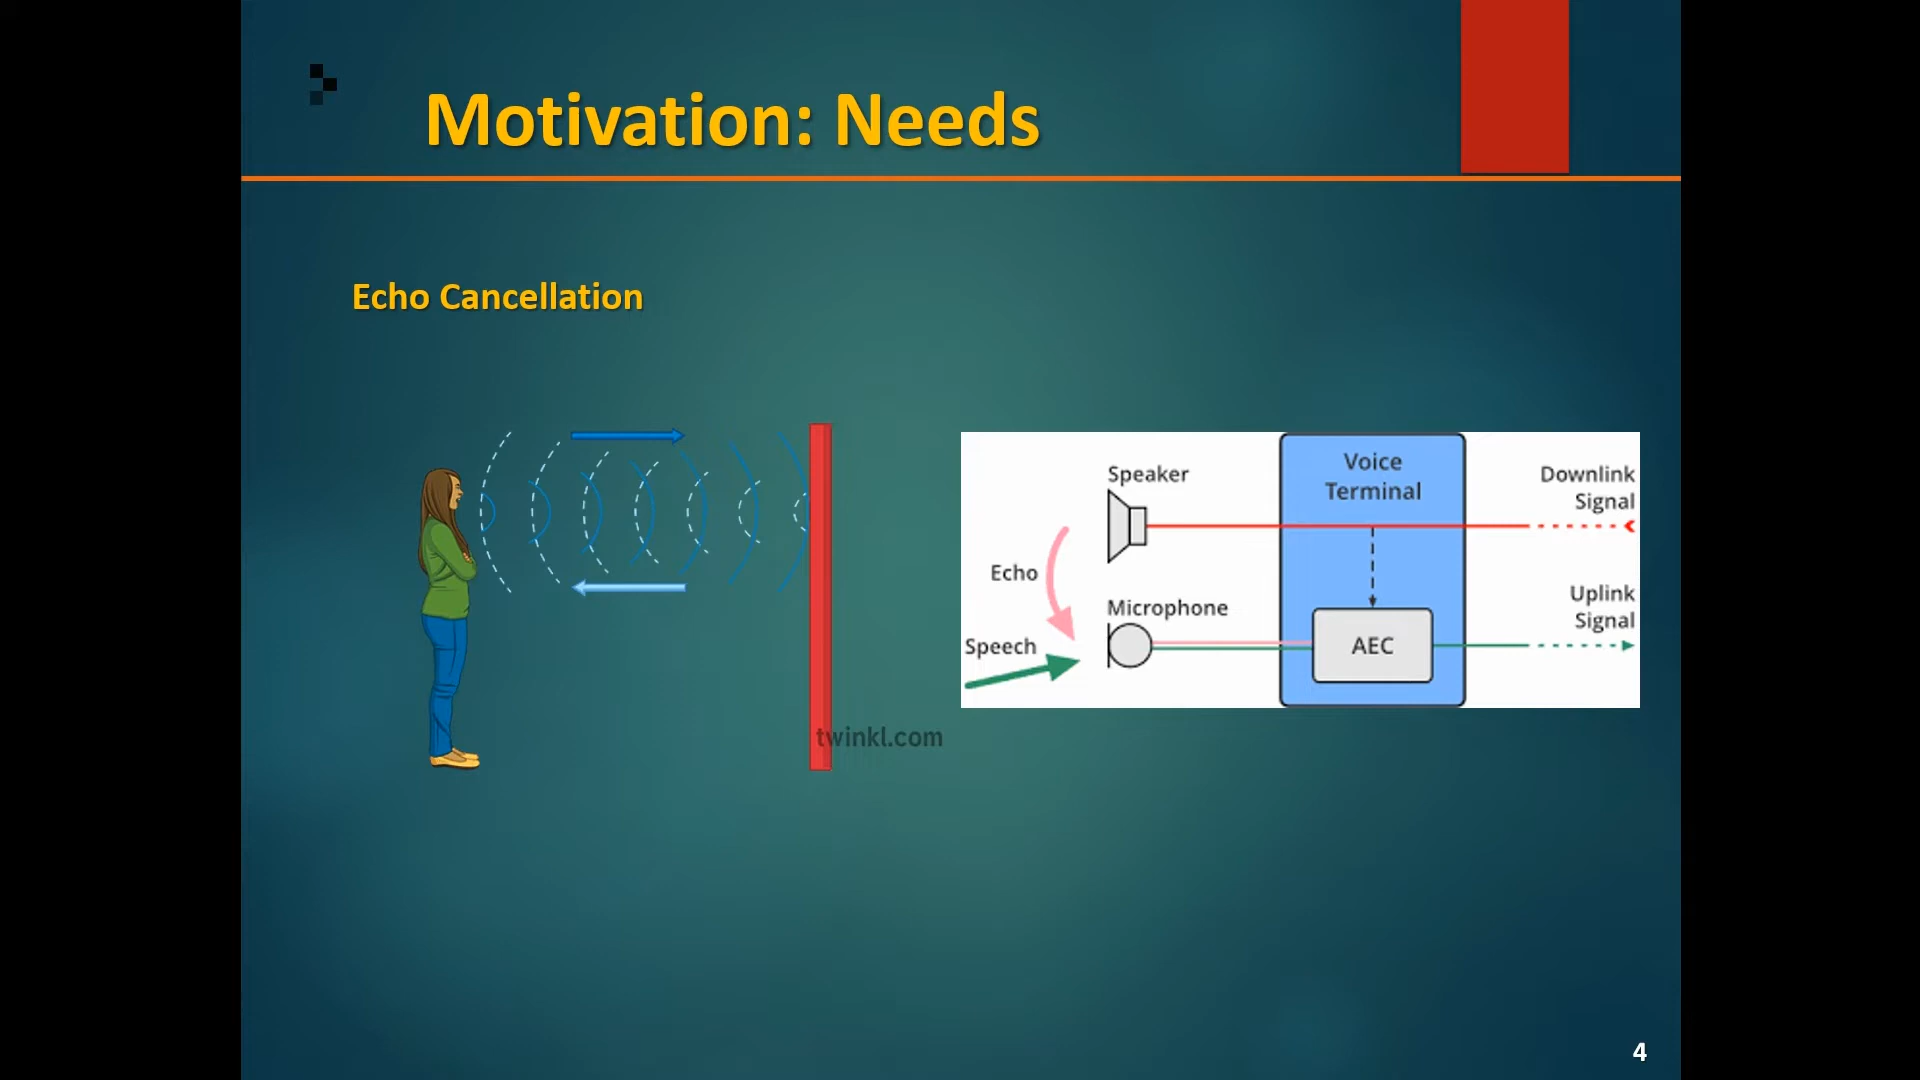 Motivation: Needs
Echo Cancellation
twinkl.com
Speaker
Voice
Terminal
Downlink
Signal
Echo
Microphone
Speech
AEC
Uplink
Signal
4